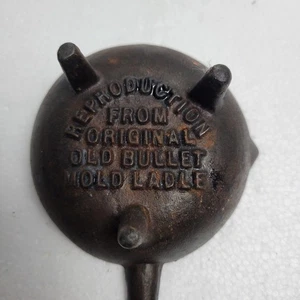 REPRODUCTION
FROM
ORIGINAL
OLD BULLET
MOLD LADLE